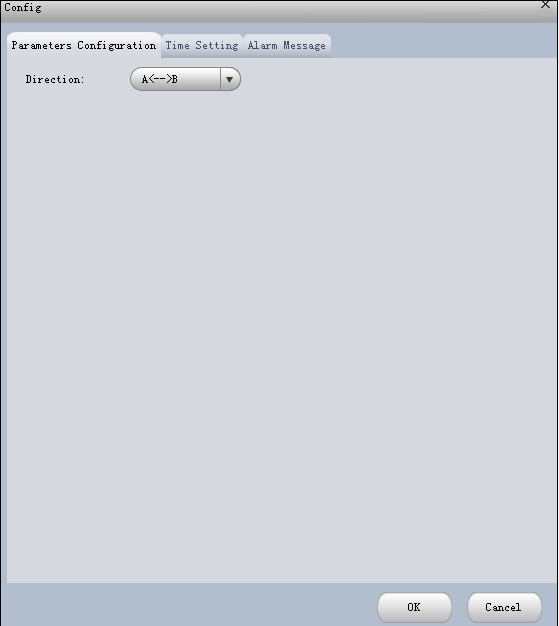 Config
Parameters Configuration Time Setting Alarm Message
Direction: A<-->B
OK Cancel